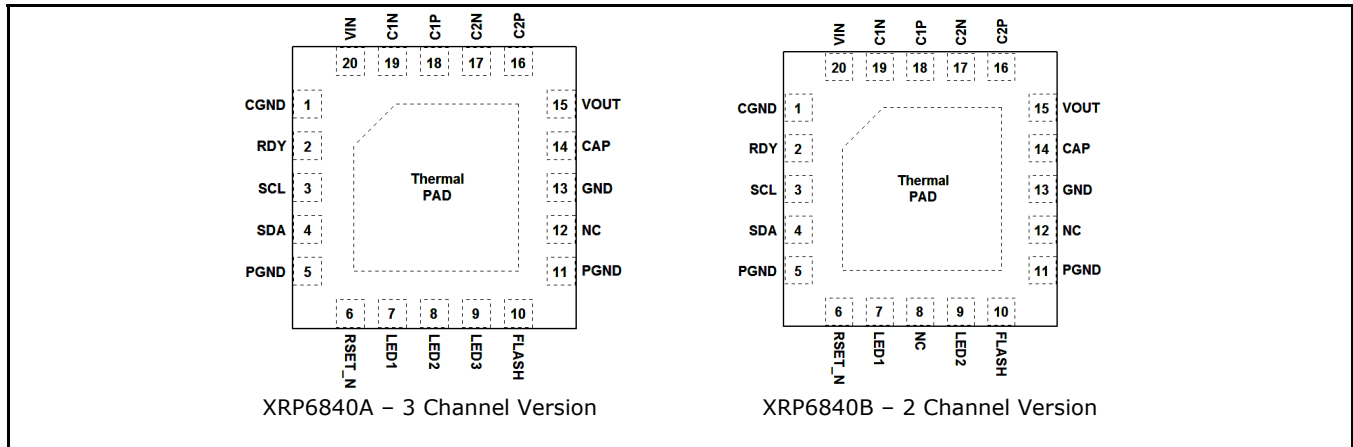 VIN C1N C1P C2N C2P
20 19 18 17 16
CGND 1 15 VOUT
RDY 2 14 CAP
SCL 3 Thermal PAD 13 GND
SDA 4 12 NC
PGND 5 11 PGND
6 7 8 9 10
RSET_N LED1 LED2 LED3 FLASH
XRP6840A – 3 Channel Version
VIN C1N C1P C2N C2P
20 19 18 17 16
CGND 1 15 VOUT
RDY 2 14 CAP
SCL 3 Thermal PAD 13 GND
SDA 4 12 NC
PGND 5 11 PGND
6 7 8 9 10
RSET_N LED1 NC LED2 FLASH
XRP6840B – 2 Channel Version